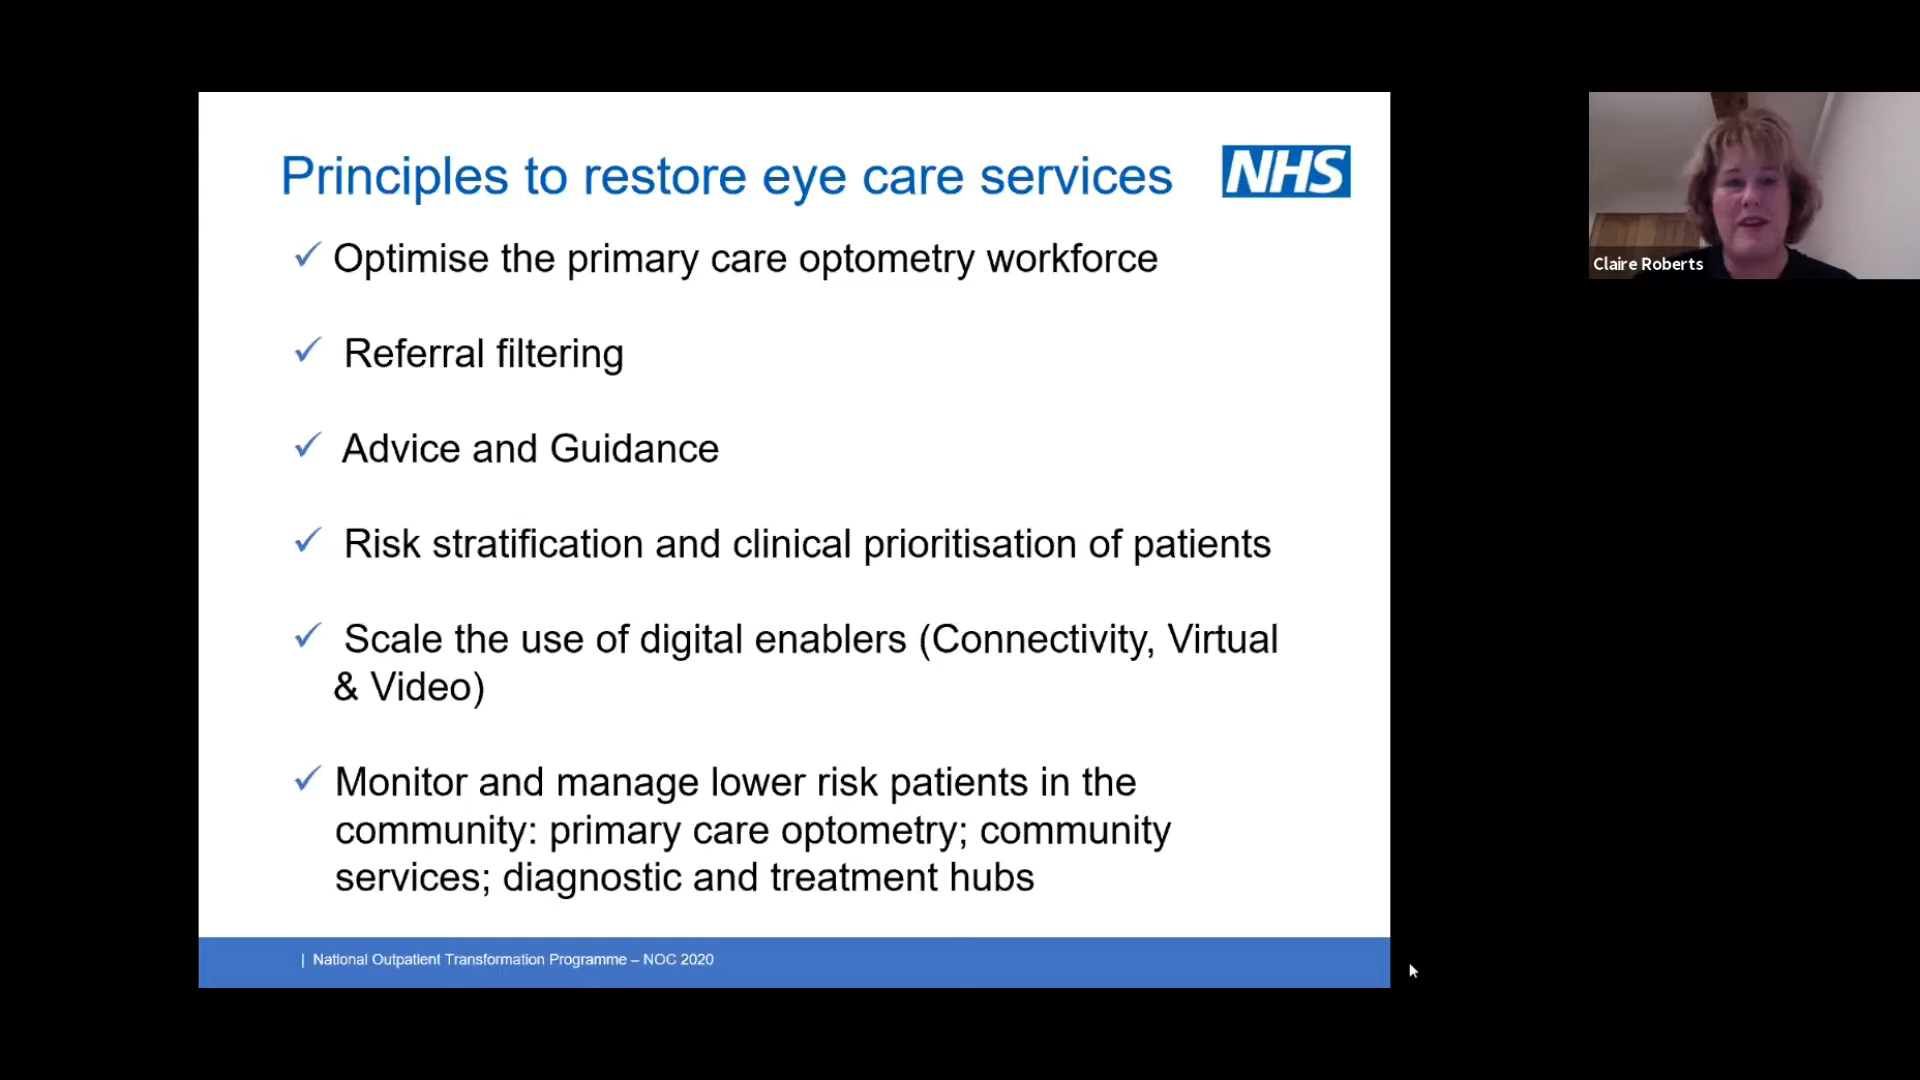 Principles to restore eye care services
NHS
Optimise the primary care optometry workforce
Referral filtering
Advice and Guidance
Risk stratification and clinical prioritisation of patients
Scale the use of digital enablers (Connectivity, Virtual
& Video)
Monitor and manage lower risk patients in the
community: primary care optometry; community
services; diagnostic and treatment hubs
| National Outpatient Transformation Programme – NOC 2020
Claire Roberts